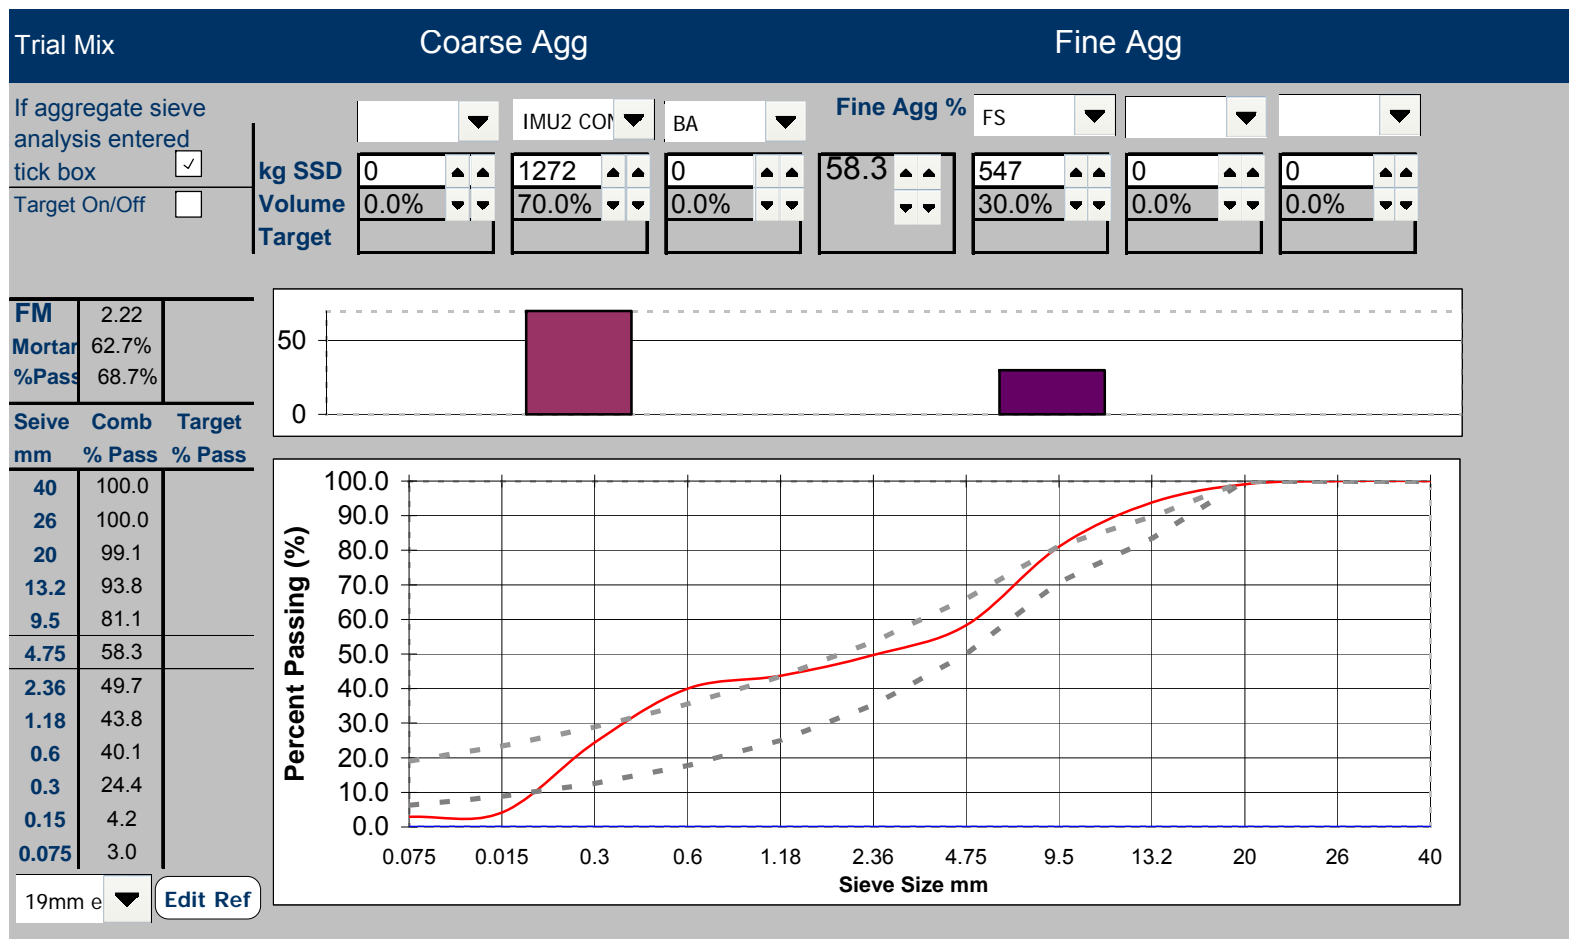 Trial Mix Coarse Agg Fine Agg
If aggregate sieve
analysis entered
tick box
Target On/Off
Fine Agg %
BA
FS
kg SSD 0 1272 0 58.3 547 0 0
Volume 0.0% 70.0% 0.0% 30.0% 0.0% 0.0%
Target
FM 2.22
Mortar 62.7%
%Pass 68.7%
Seive Comb Target
mm % Pass % Pass
40 100.0
26 100.0
20 99.1
13.2 93.8
9.5 81.1
4.75 58.3
2.36 49.7
1.18 43.8
0.6 40.1
0.3 24.4
0.15 4.2
0.075 3.0
19mm e Edit Ref
50
0
Percent Passing (%)
100.0
90.0
80.0
70.0
60.0
50.0
40.0
30.0
20.0
10.0
0.0
0.075 0.015 0.3 0.6 1.18 2.36 4.75 9.5 13.2 20 26 40
Sieve Size mm